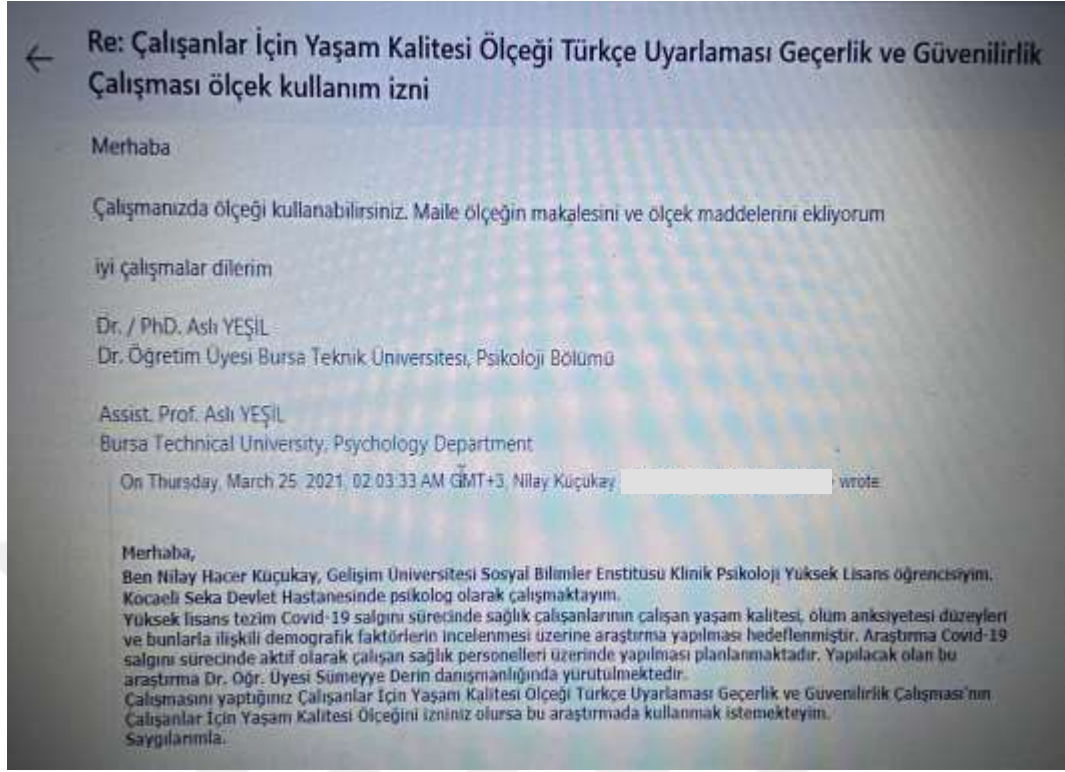 Re: Çalışanlar İçin Yaşam Kalitesi Ölçeği Türkçe Uyarlaması Geçerlik ve Güvenilirlik
Çalışması ölçek kullanım izni
Merhaba
Çalışmanızda ölçeği kullanabilirsiniz. Maile ölçeğin makalesini ve ölçek maddelerini ekliyorum
iyi çalışmalar dilerim
Dr. / PhD. Aslı YEŞİL
Dr. Öğretim Üyesi Bursa Teknik Üniversitesi, Psikoloji Bölümü
Assist. Prof. Aslı YEŞİL
Bursa Technical University, Psychology Department
On Thursday, March 25, 2021, 02:03:33 AM GMT+3, Nilay Küçükay wrote:
Merhaba,
Ben Nilay Hacer Küçükay, Gelişim Üniversitesi Sosyal Bilimler Enstitüsü Klinik Psikoloji Yüksek Lisans öğrencisiyim.
Kocaeli Seka Devlet Hastanesinde psikolog olarak çalışmaktayım.
Yüksek lisans tezim Covid-19 salgını sürecinde sağlık çalışanlarının çalışan yaşam kalitesi, ölüm anksiyetesi düzeyleri
ve bunlarla ilişkili demografik faktörlerin incelenmesi üzerine araştırma yapılması hedeflenmiştir. Araştırma Covid-19
salgını sürecinde aktif olarak çalışan sağlık personelleri üzerinde yapılması planlanmaktadır. Yapılacak olan bu
araştırma Dr. Öğr. Üyesi Sümeyye Derin danışmanlığında yürütülmektedir.
Çalışmasını yaptığınız Çalışanlar İçin Yaşam Kalitesi Ölçeği Türkçe Uyarlaması Geçerlik ve Güvenilirlik Çalışması'nın
Çalışanlar İçin Yaşam Kalitesi Ölçeğini izniniz olursa bu araştırmada kullanmak istemekteyim.
Saygılarımla.